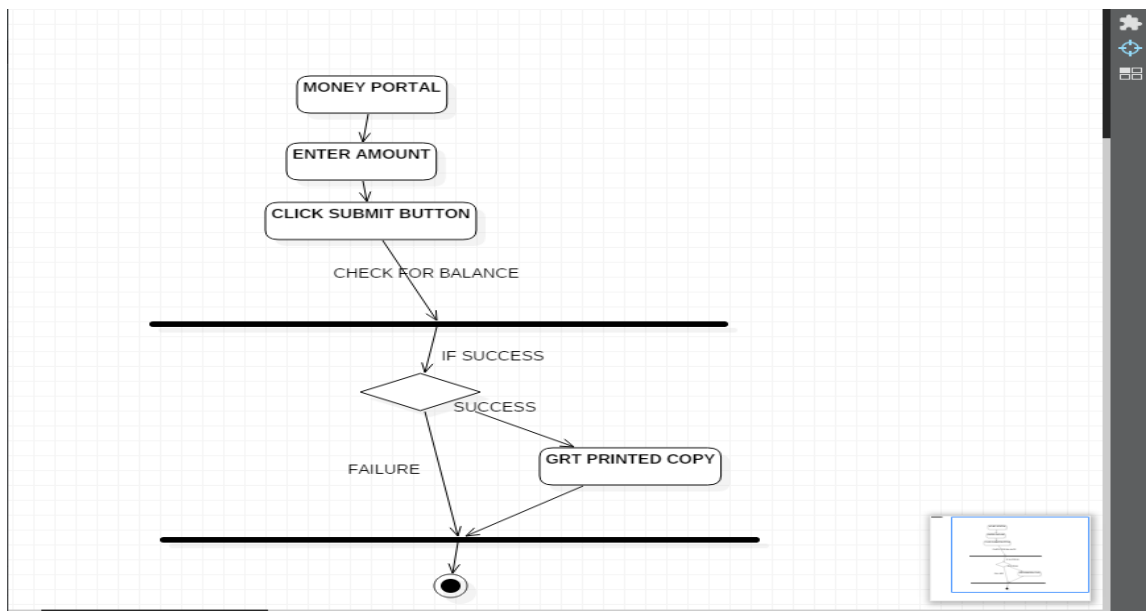 MONEY PORTAL
ENTER AMOUNT
CLICK SUBMIT BUTTON
CHECK FOR BALANCE
IF SUCCESS
SUCCESS
GRT PRINTED COPY
FAILURE